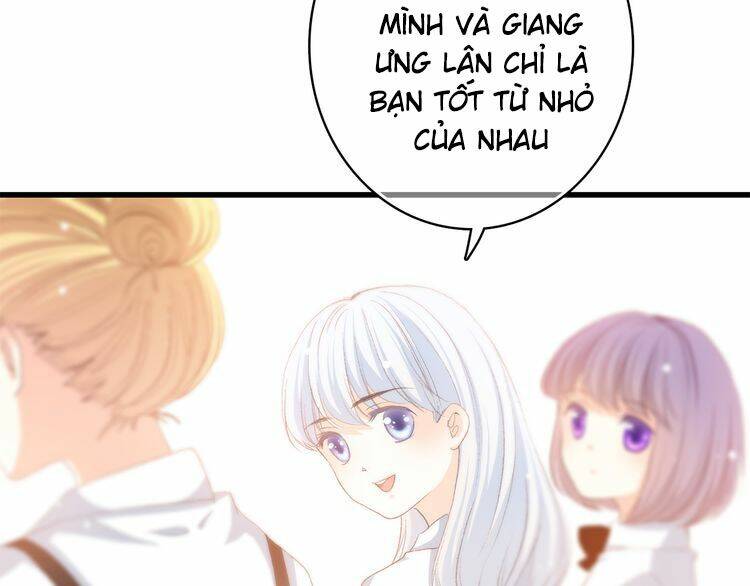 MÌNH VÀ GIANG
ƯNG LÂN CHỈ LÀ
BẠN TỐT TỪ NHỎ
CỦA NHAU